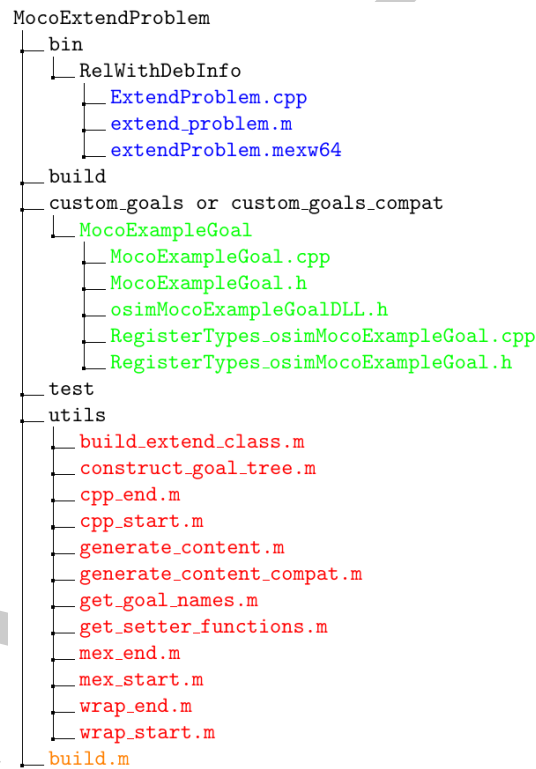 MocoExtendProblem
bin
RelWithDebInfo
ExtendProblem.cpp
extend_problem.m
extendProblem.mexw64
build
custom_goals or custom_goals_compat
MocoExampleGoal
MocoExampleGoal.cpp
MocoExampleGoal.h
osimMocoExampleGoalDLL.h
RegisterTypes_osimMocoExampleGoal.cpp
RegisterTypes_osimMocoExampleGoal.h
test
utils
build_extend_class.m
construct_goal_tree.m
cpp_end.m
cpp_start.m
generate_content.m
generate_content_compat.m
get_goal_names.m
get_setter_functions.m
mex_end.m
mex_start.m
wrap_end.m
wrap_start.m
build.m